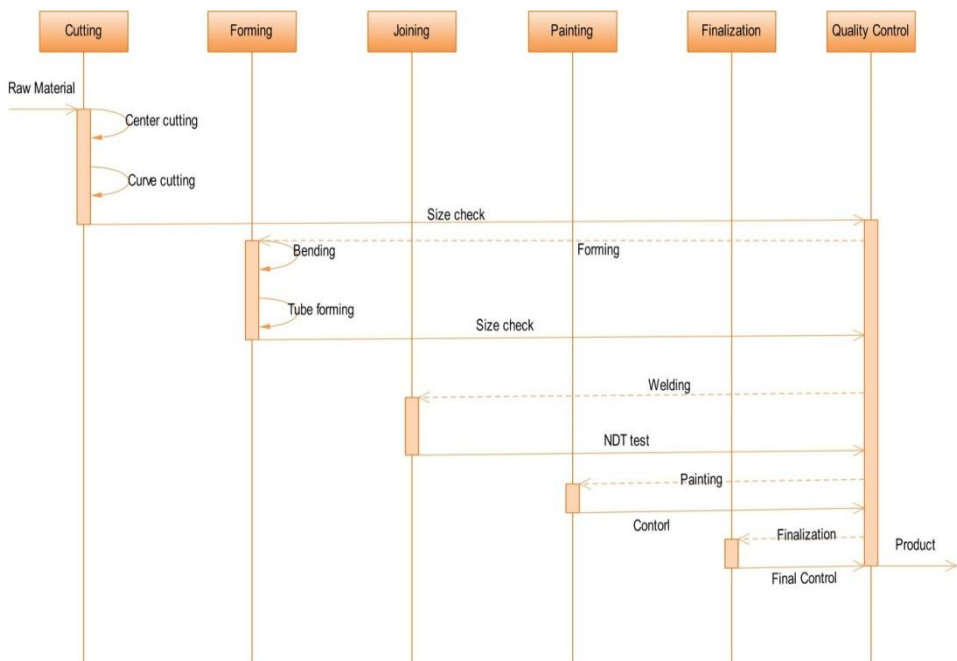 Cutting
Forming
Joining
Painting
Finalization
Quality Control
Raw Material
Center cutting
Curve cutting
Size check
Forming
Bending
Tube forming
Size check
Welding
NDT test
Painting
Contorl
Finalization
Product
Final Control